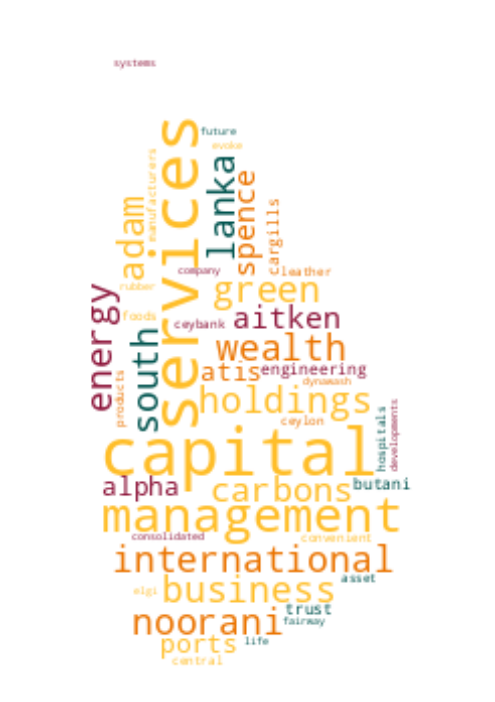 systems
services
future
evoke
manufacturers
lanka
spence
adam
cargills
company
cleather
rubber
green
energy
foods
ceybank
aitken
south
wealth
atis
engineering
products
dynawash
holdings
ceylon
hospitals
developments
capital
alpha
carbons
butani
management
consolidated
convenient
international
asset
elgi
business
trust
noorani
fairway
ports
life
central